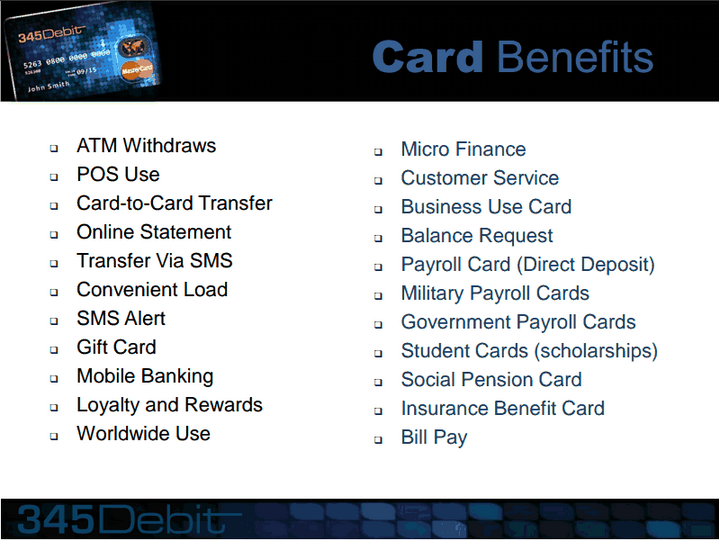 345Debit
5263 0800 0000 0000
09/15
MasterCard
John Smith
Card Benefits
ATM Withdraws
POS Use
Card-to-Card Transfer
Online Statement
Transfer Via SMS
Convenient Load
SMS Alert
Gift Card
Mobile Banking
Loyalty and Rewards
Worldwide Use
Micro Finance
Customer Service
Business Use Card
Balance Request
Payroll Card (Direct Deposit)
Military Payroll Cards
Government Payroll Cards
Student Cards (scholarships)
Social Pension Card
Insurance Benefit Card
Bill Pay
345Debit